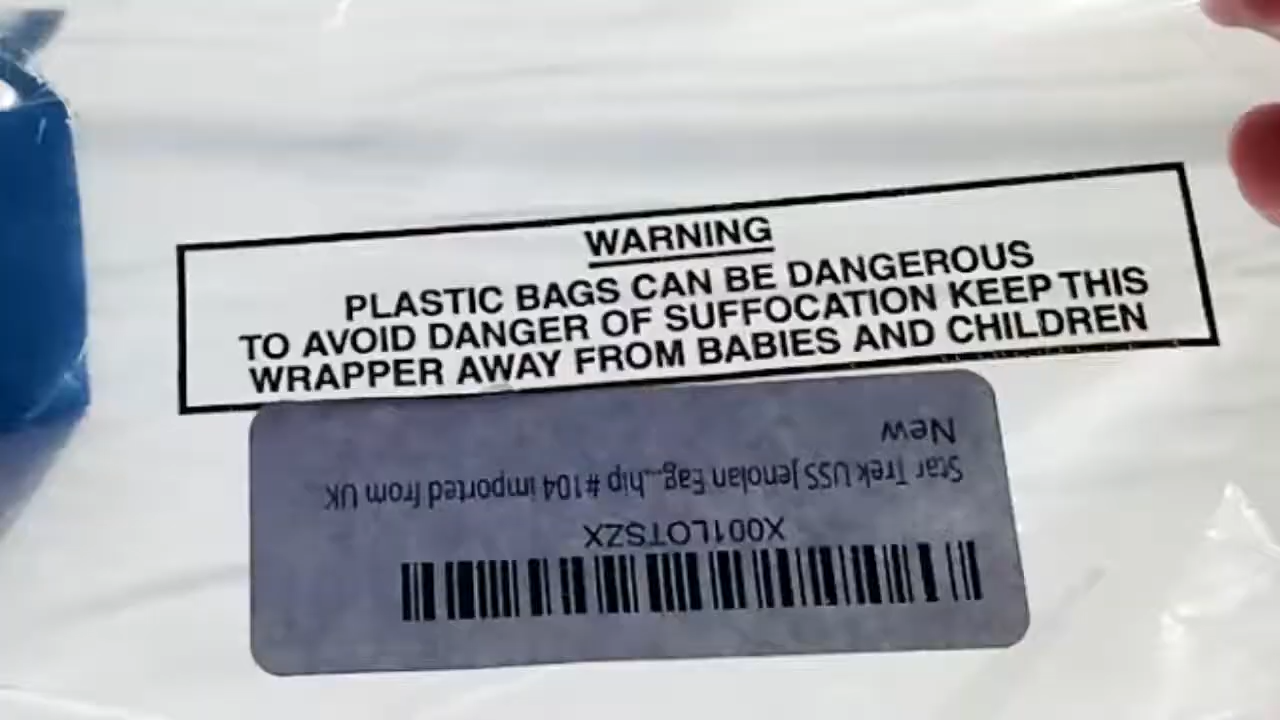 WARNING
PLASTIC BAGS CAN BE DANGEROUS
TO AVOID DANGER OF SUFFOCATION KEEP THIS
WRAPPER AWAY FROM BABIES AND CHILDREN
X001LOTSZX
Star Trek USS Jenolan Eag...hip #104 imported from UK
New